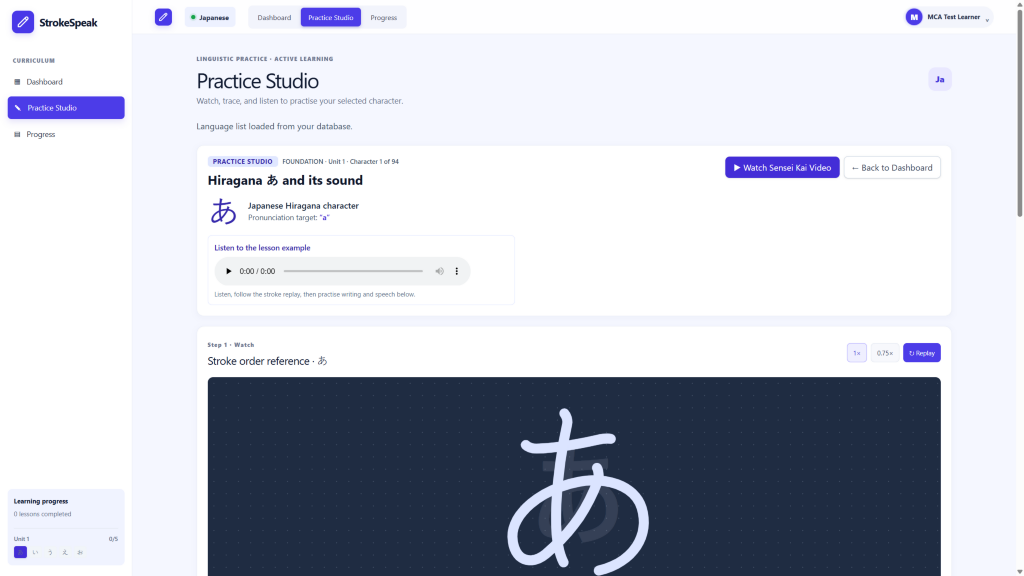 StrokeSpeak
CURRICULUM
Dashboard
Practice Studio
Progress
Learning progress
0 lessons completed
Unit 1 0/5
い う え お
Japanese Dashboard Practice Studio Progress
M MCA Test Learner
LINGUISTIC PRACTICE · ACTIVE LEARNING
Practice Studio
Watch, trace, and listen to practise your selected character.
Ja
Language list loaded from your database.
PRACTICE STUDIO FOUNDATION · Unit 1 · Character 1 of 94
Hiragana あ and its sound
▶ Watch Sensei Kai Video ← Back to Dashboard
あ
Japanese Hiragana character
Pronunciation target: "a"
Listen to the lesson example
0:00 / 0:00
Listen, follow the stroke replay, then practise writing and speech below.
Step 1 · Watch
Stroke order reference · あ
1× 0.75× ↻ Replay
あ